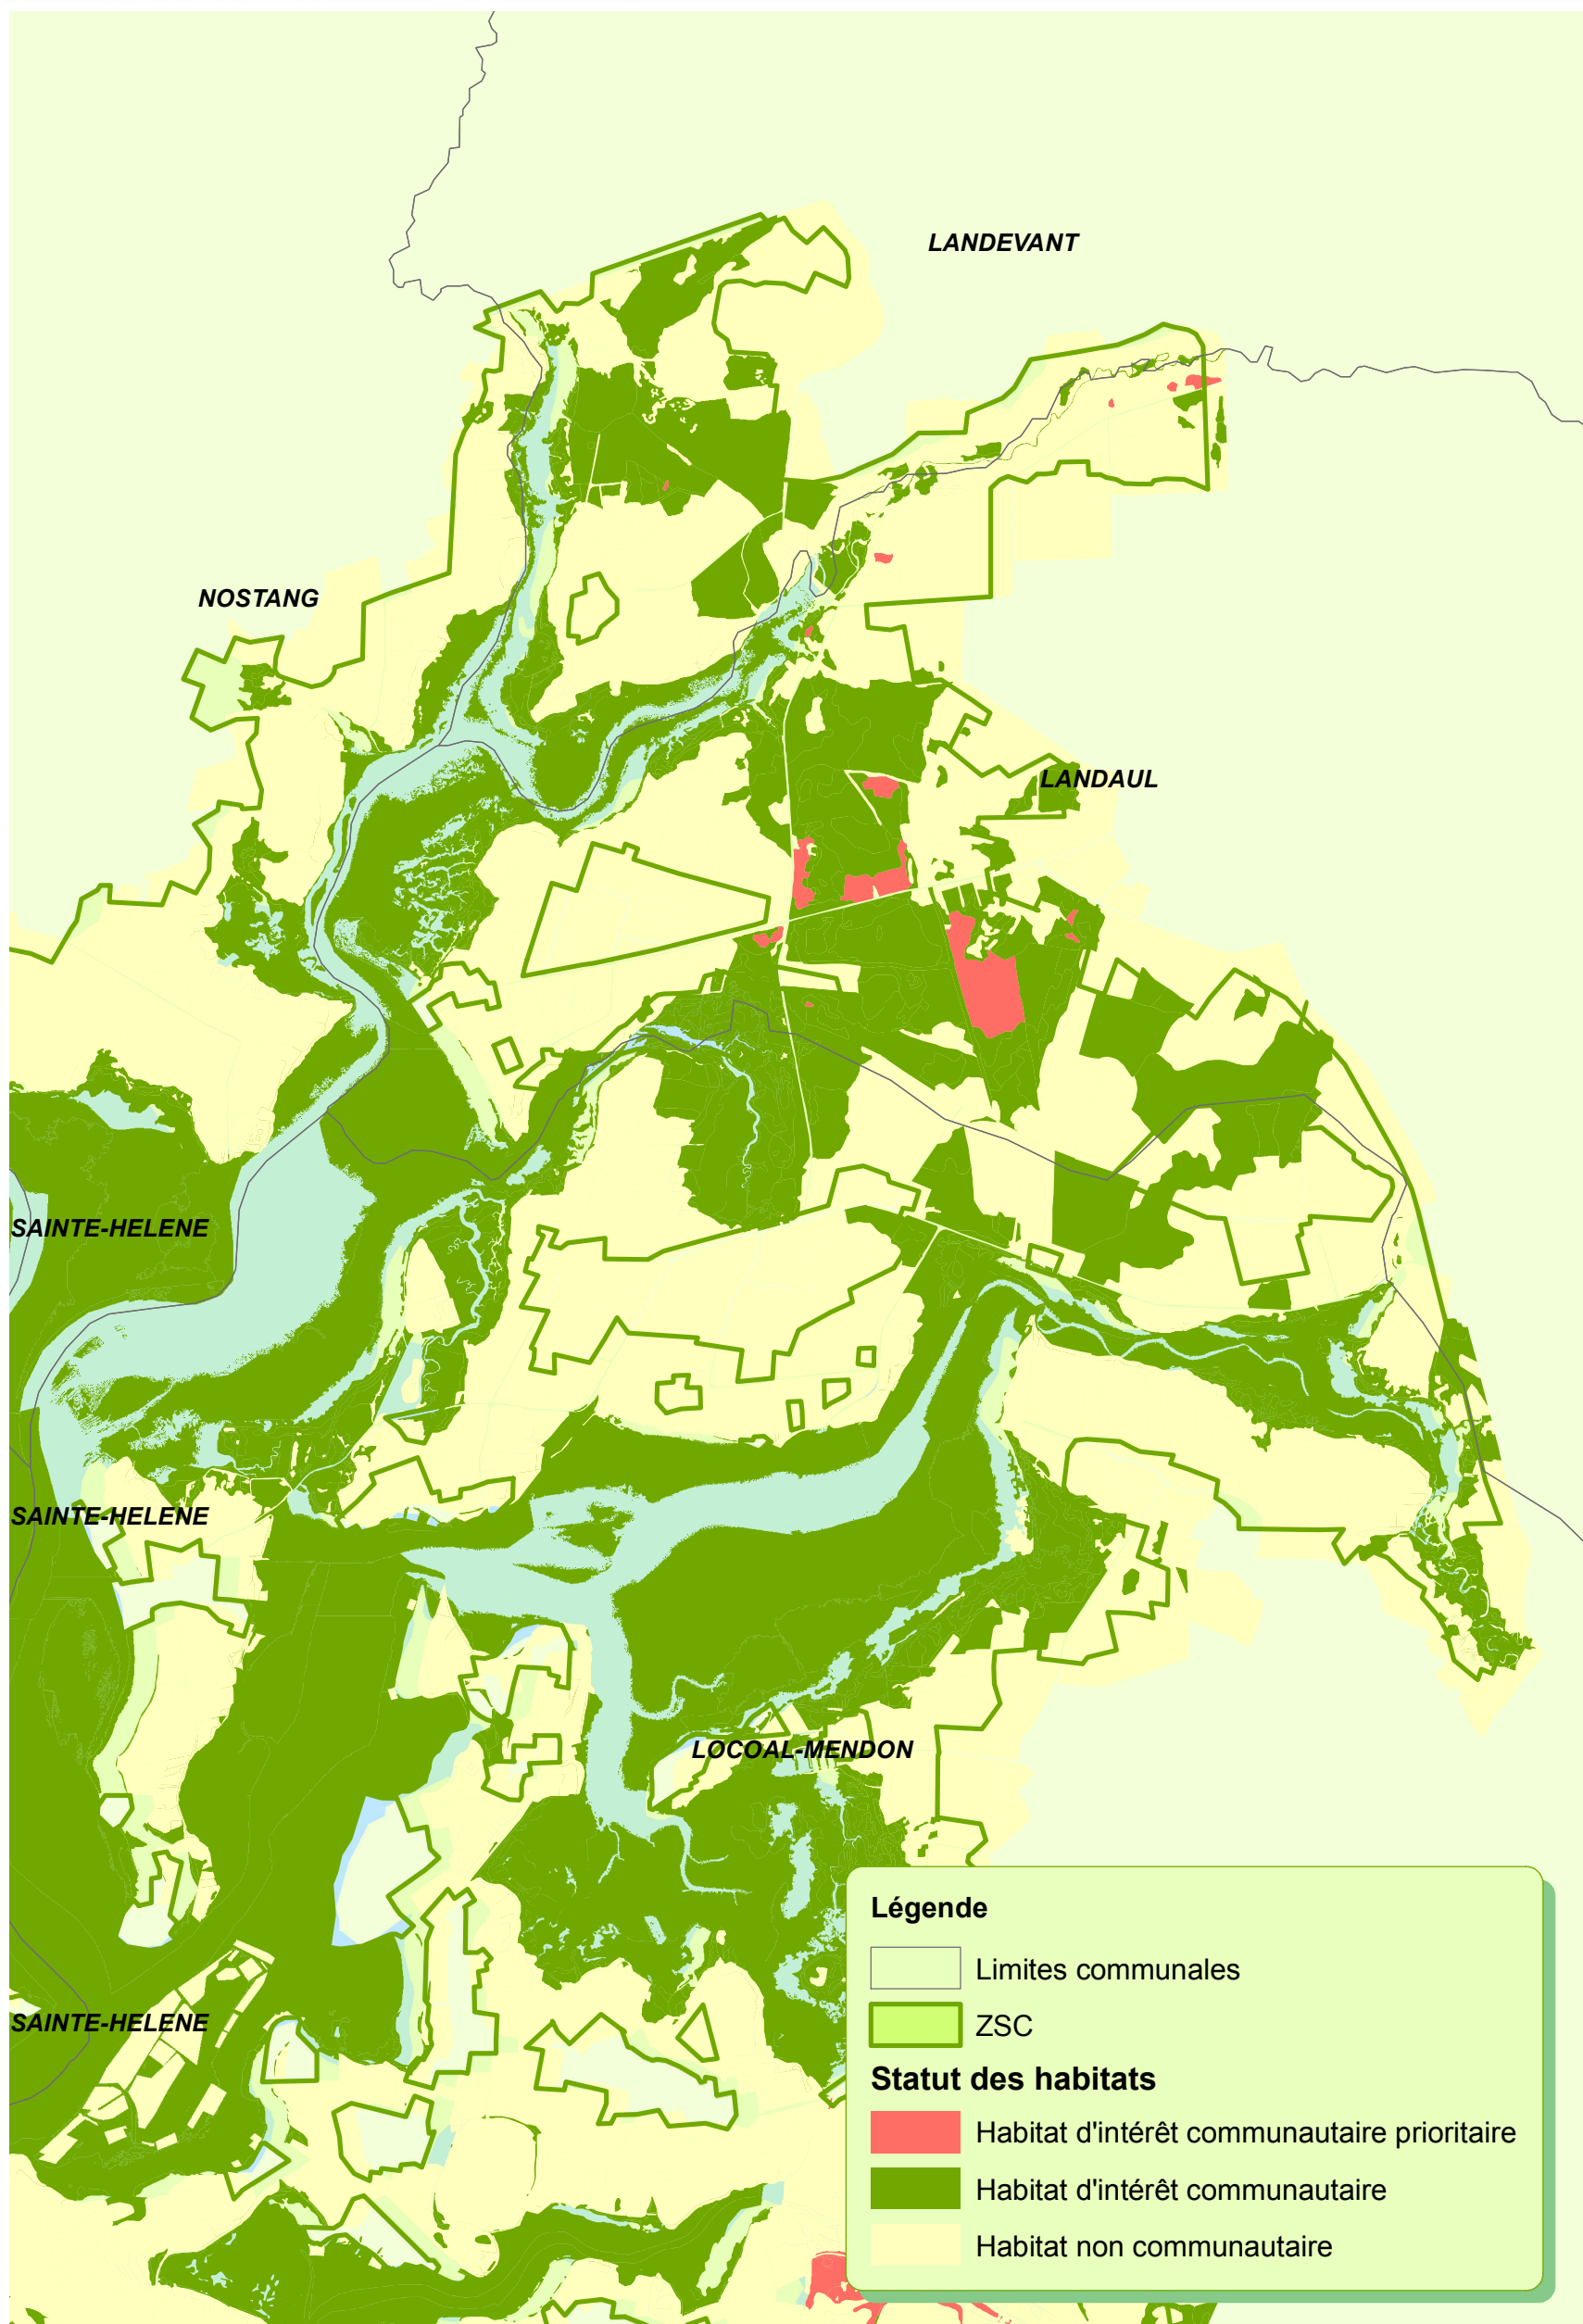 LANDEVANT
NOSTANG
LANDAUL
SAINTE-HELENE
SAINTE-HELENE
LOCOAL-MENDON
SAINTE-HELENE
Légende
Limites communales
ZSC
Statut des habitats
Habitat d'intérêt communautaire prioritaire
Habitat d'intérêt communautaire
Habitat non communautaire